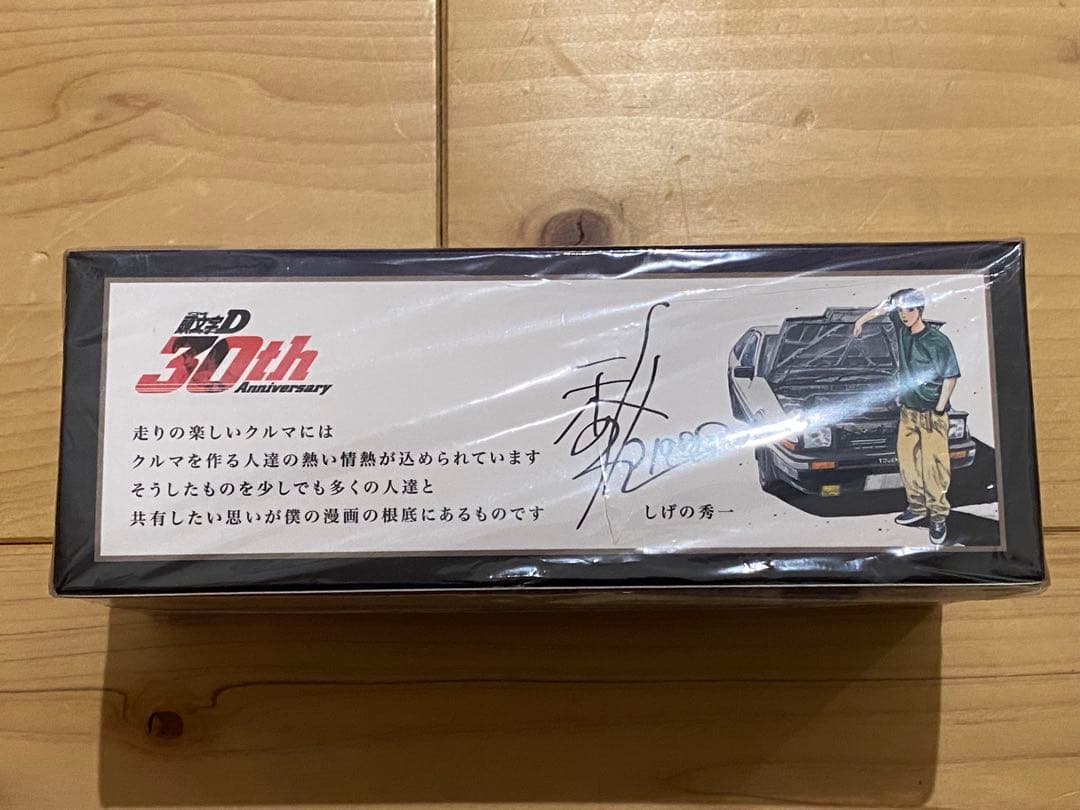 頭文字D
30th
Anniversary
走りの楽しいクルマには
クルマを作る人達の熱い情熱が込められています
そうしたものを少しでも多くの人達と
共有したい思いが僕の漫画の根底にあるものです
しげの秀一